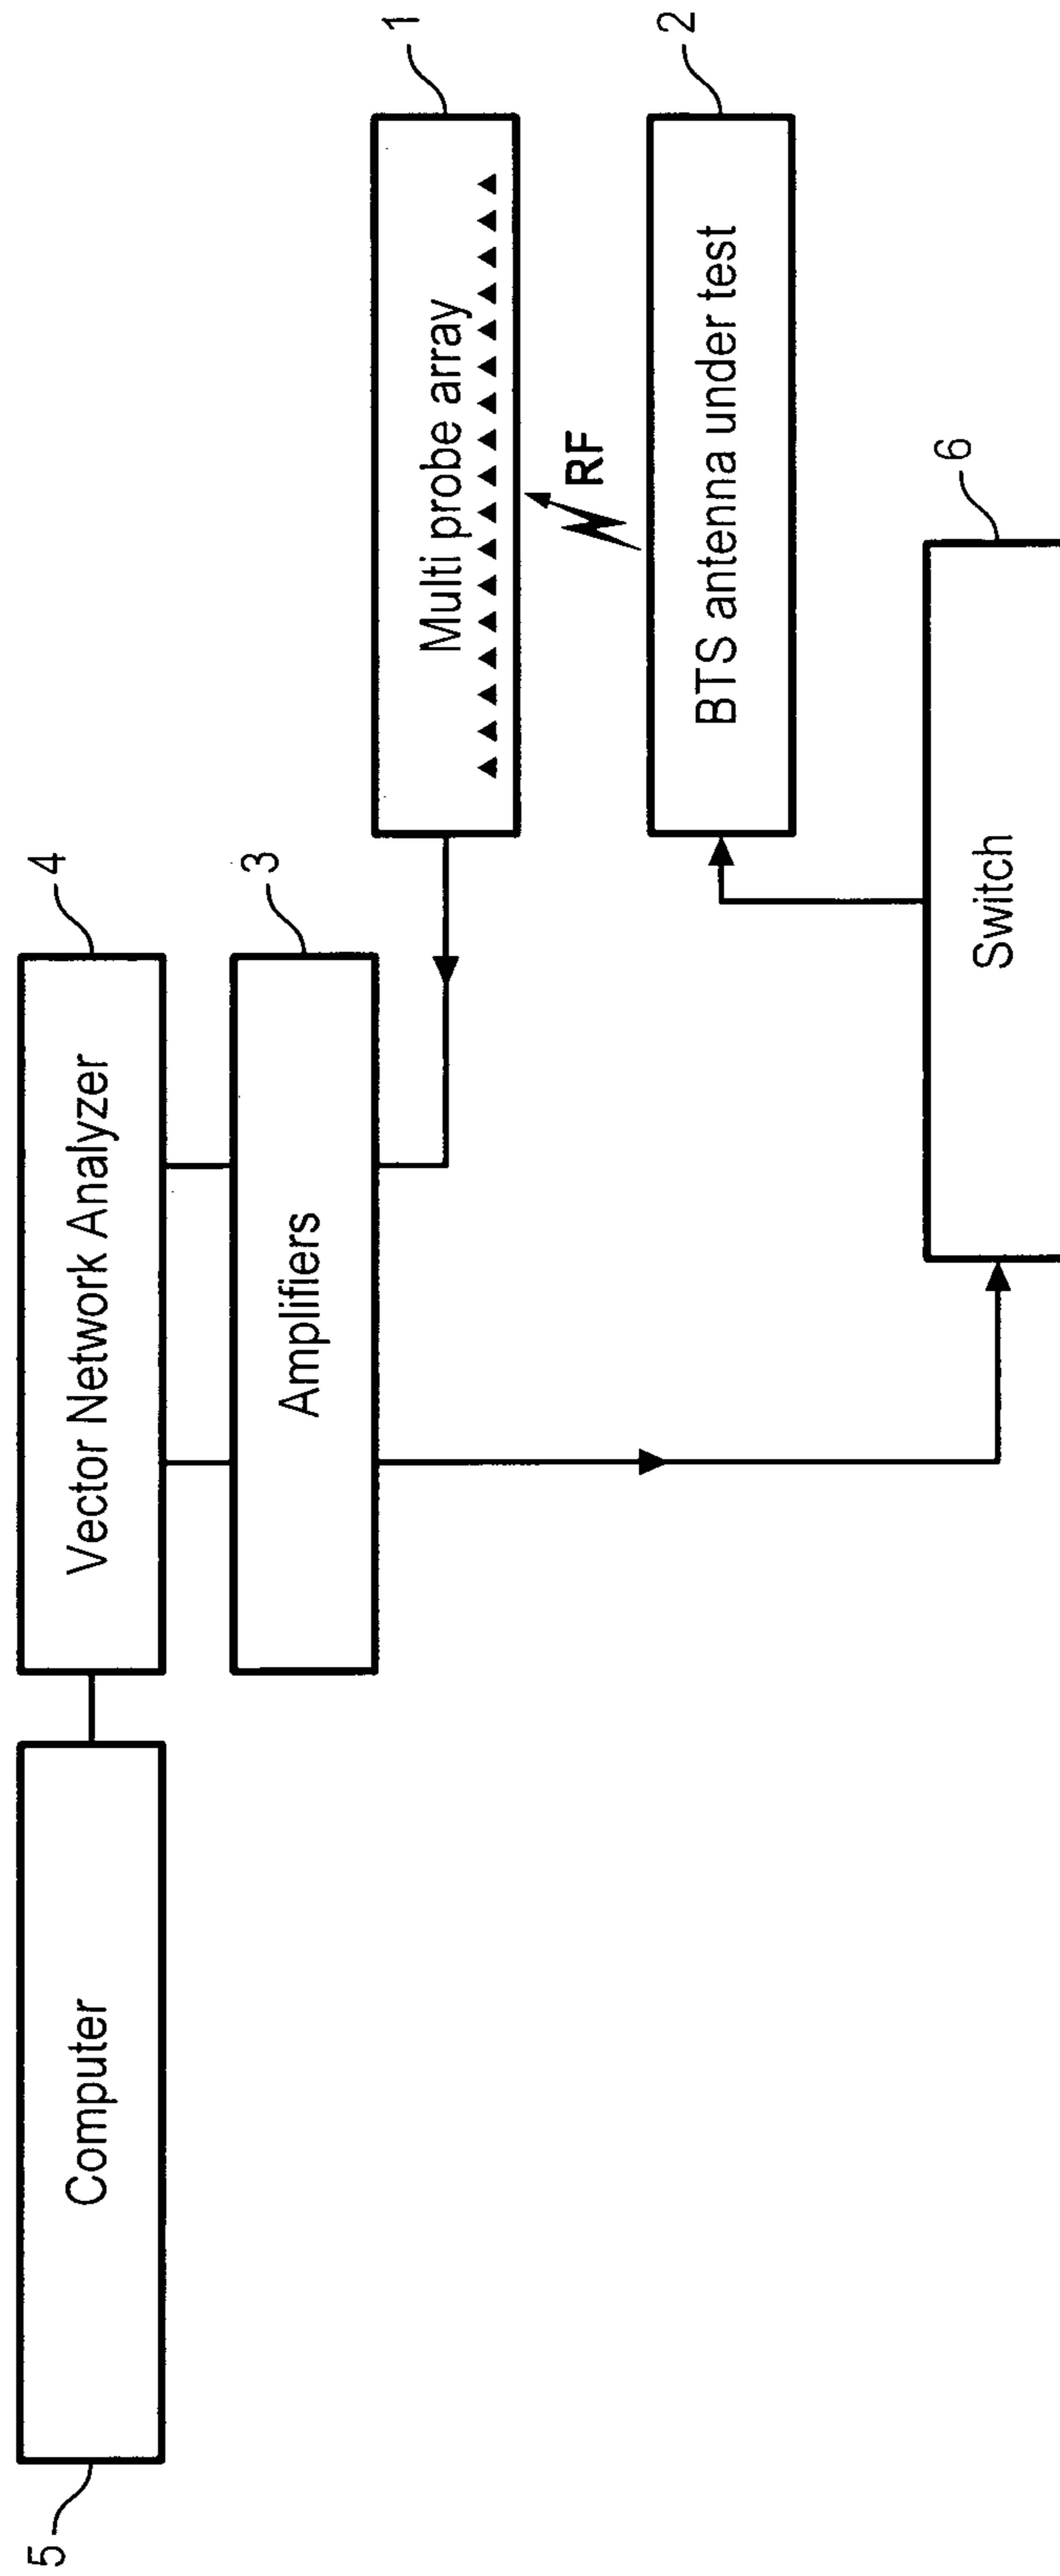 5
Computer
Vector Network Analyzer
4
Amplifiers
3
Multi probe array
1
RF
BTS antenna under test
2
Switch
6